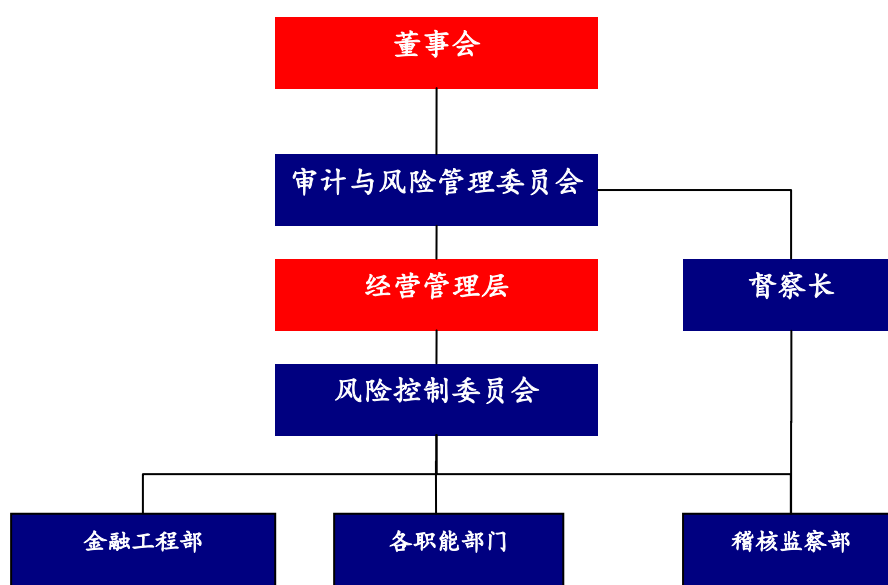 董事会
审计与风险管理委员会
经营管理层
督察长
风险控制委员会
金融工程部
各职能部门
稽核监察部